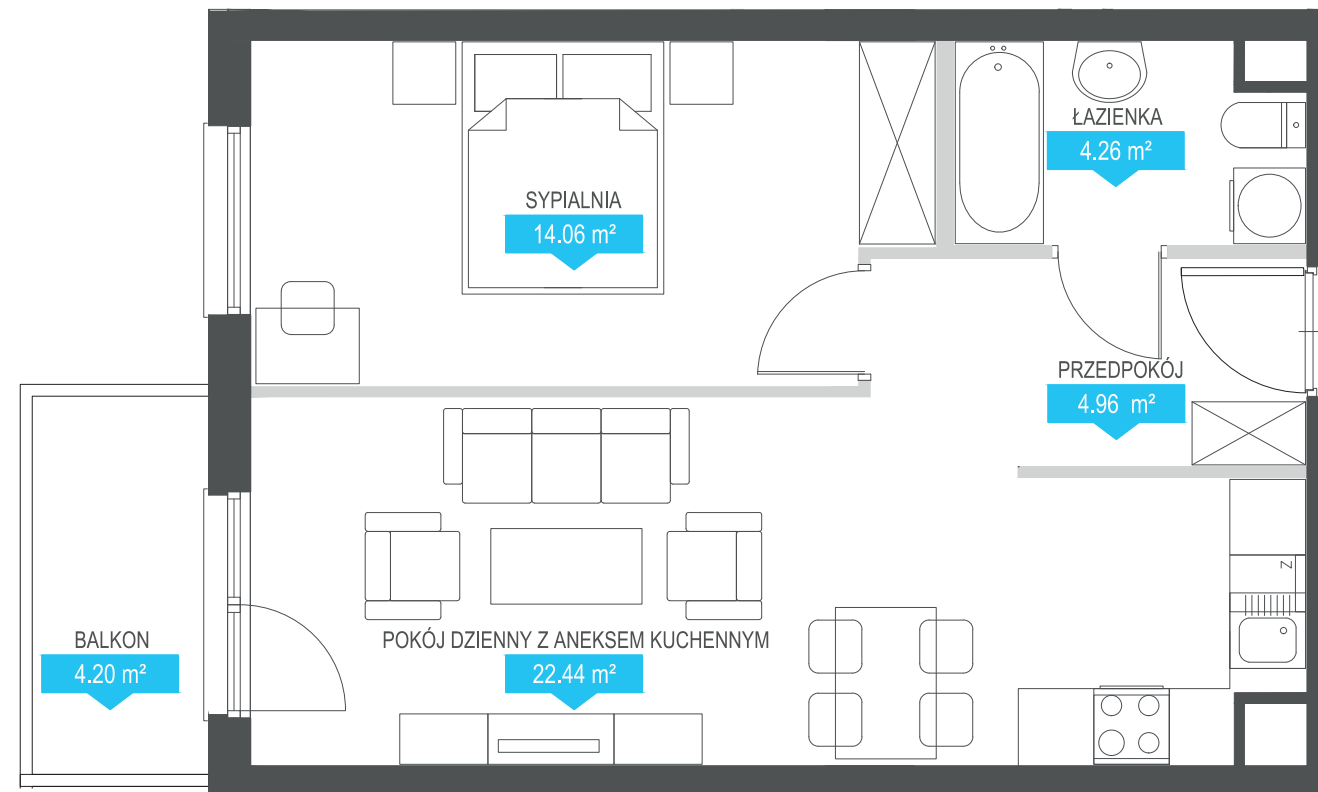 ŁAZIENKA
4.26 m²
SYPIALNIA
14.06 m²
PRZEDPOKÓJ
4.96 m²
Z
BALKON
4.20 m²
POKÓJ DZIENNY Z ANEKSEM KUCHENNYM
22.44 m²